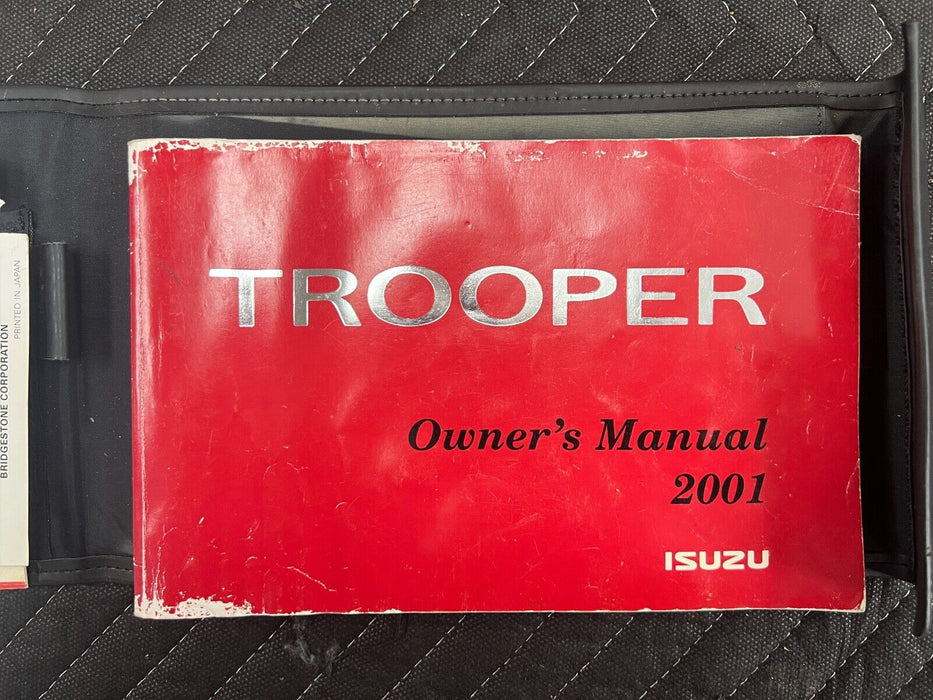 TROOPER
Owner's Manual
2001
ISUZU
BRIDGESTONE CORPORATION
PRINTED IN JAPAN